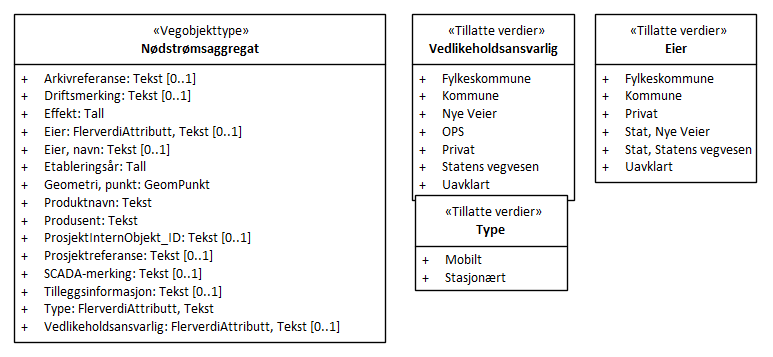 «Vegobjekttype»
Nødstrømsaggregat
+ Arkivreferanse: Tekst [0..1]
+ Driftsmerking: Tekst [0..1]
+ Effekt: Tall
+ Eier: FlerverdiAttributt, Tekst [0..1]
+ Eier, navn: Tekst [0..1]
+ Etableringsår: Tall
+ Geometri, punkt: GeomPunkt
+ Produktnavn: Tekst
+ Produsent: Tekst
+ ProsjektInternObjekt_ID: Tekst [0..1]
+ Prosjektreferanse: Tekst [0..1]
+ SCADA-merking: Tekst [0..1]
+ Tilleggsinformasjon: Tekst [0..1]
+ Type: FlerverdiAttributt, Tekst
+ Vedlikeholdsansvarlig: FlerverdiAttributt, Tekst [0..1]
«Tillatte verdier»
Vedlikeholdsansvarlig
+ Fylkeskommune
+ Kommune
+ Nye Veier
+ OPS
+ Privat
+ Statens vegvesen
+ Uavklart
«Tillatte verdier»
Type
+ Mobilt
+ Stasjonært
«Tillatte verdier»
Eier
+ Fylkeskommune
+ Kommune
+ Privat
+ Stat, Nye Veier
+ Stat, Statens vegvesen
+ Uavklart